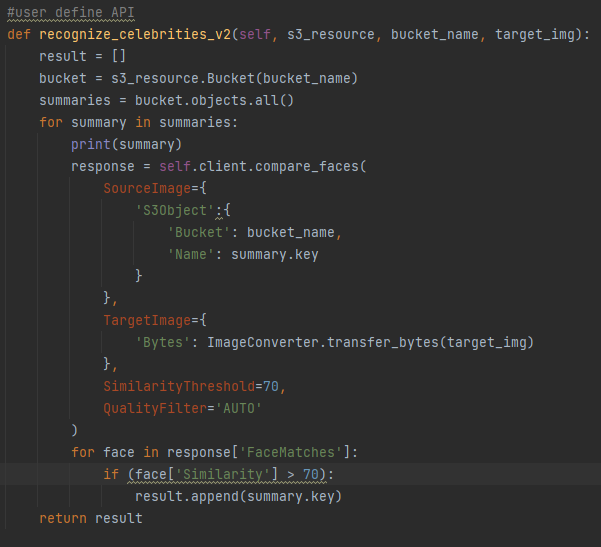 #user define API
def recognize_celebrities_v2(self, s3_resource, bucket_name, target_img):
    result = []
    bucket = s3_resource.Bucket(bucket_name)
    summaries = bucket.objects.all()
    for summary in summaries:
        print(summary)
        response = self.client.compare_faces(
            SourceImage={
                'S3Object':{
                    'Bucket': bucket_name,
                    'Name': summary.key
                }
            },
            TargetImage={
                'Bytes': ImageConverter.transfer_bytes(target_img)
            },
            SimilarityThreshold=70,
            QualityFilter='AUTO'
        )
        for face in response['FaceMatches']:
            if (face['Similarity'] > 70):
                result.append(summary.key)
    return result